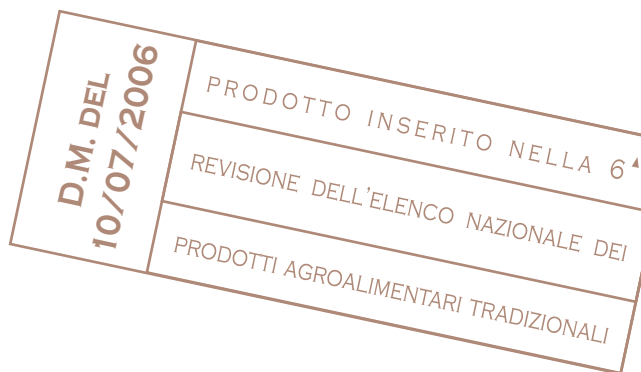 D.M. DEL
10/07/2006
PRODOTTO INSERITO NELLA 6ª
REVISIONE DELL'ELENCO NAZIONALE DEI
PRODOTTI AGROALIMENTARI TRADIZIONALI